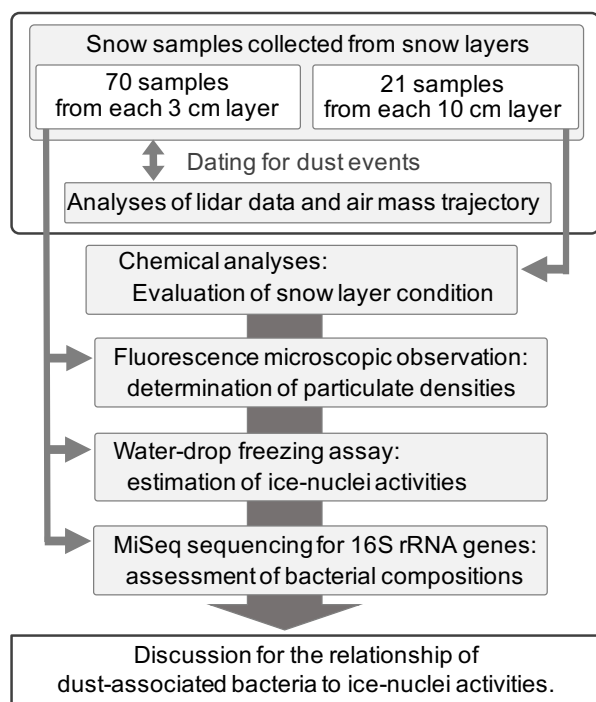 Snow samples collected from snow layers
70 samples
from each 3 cm layer
21 samples
from each 10 cm layer
Dating for dust events
Analyses of lidar data and air mass trajectory
Chemical analyses:
Evaluation of snow layer condition
Fluorescence microscopic observation:
determination of particulate densities
Water-drop freezing assay:
estimation of ice-nuclei activities
MiSeq sequencing for 16S rRNA genes:
assessment of bacterial compositions
Discussion for the relationship of
dust-associated bacteria to ice-nuclei activities.